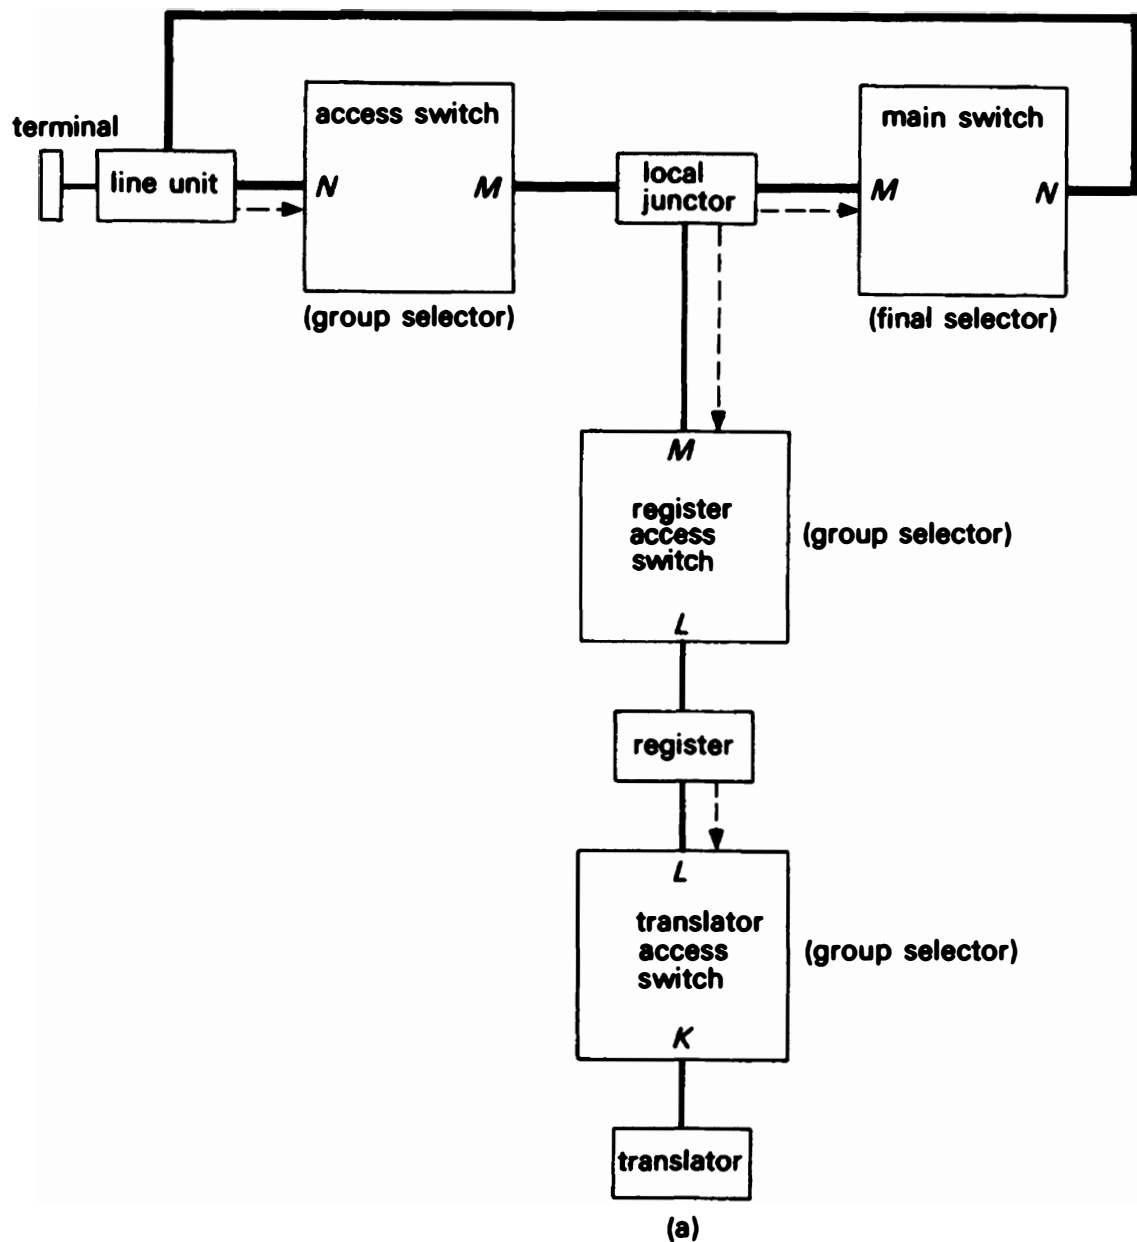 access switch
terminal
line unit
N
M
(group selector)
local
junctor
main switch
M
N
(final selector)
M
register
access
switch
L
(group selector)
register
L
translator
access
switch
K
(group selector)
translator
(a)